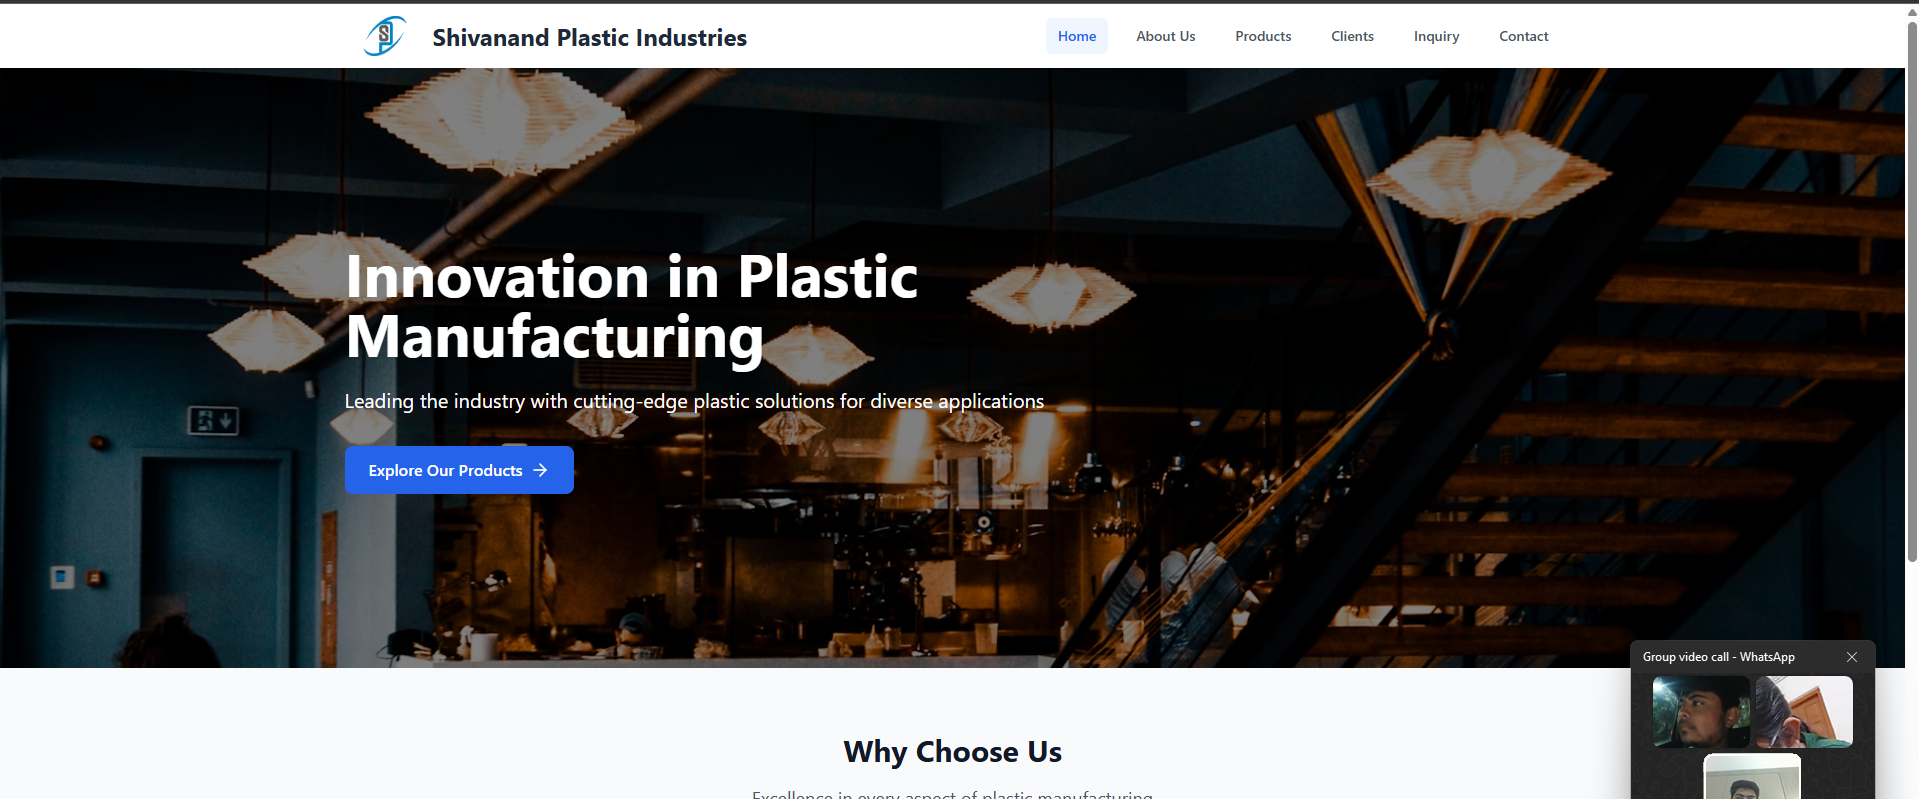 Shivanand Plastic Industries
Home
About Us
Products
Clients
Inquiry
Contact
Innovation in Plastic
Manufacturing
Leading the industry with cutting-edge plastic solutions for diverse applications
Explore Our Products
Why Choose Us
Excellence in every aspect of plastic manufacturing
Group video call - WhatsApp